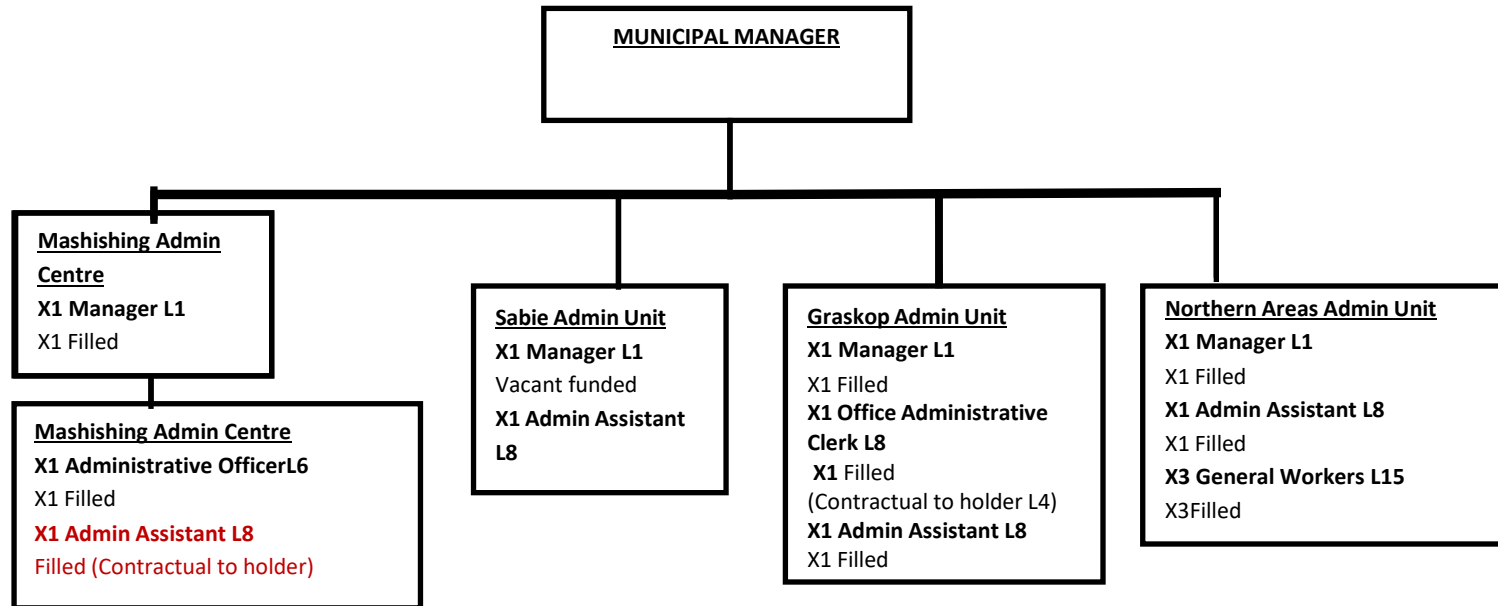 MUNICIPAL MANAGER
Mashishing Admin
Centre
X1 Manager L1
X1 Filled
Mashishing Admin Centre
X1 Administrative OfficerL6
X1 Filled
X1 Admin Assistant L8
Filled (Contractual to holder)
Sabie Admin Unit
X1 Manager L1
Vacant funded
X1 Admin Assistant
L8
Graskop Admin Unit
X1 Manager L1
X1 Filled
X1 Office Administrative
Clerk L8
X1 Filled
(Contractual to holder L4)
X1 Admin Assistant L8
X1 Filled
Northern Areas Admin Unit
X1 Manager L1
X1 Filled
X1 Admin Assistant L8
X1 Filled
X3 General Workers L15
X3Filled